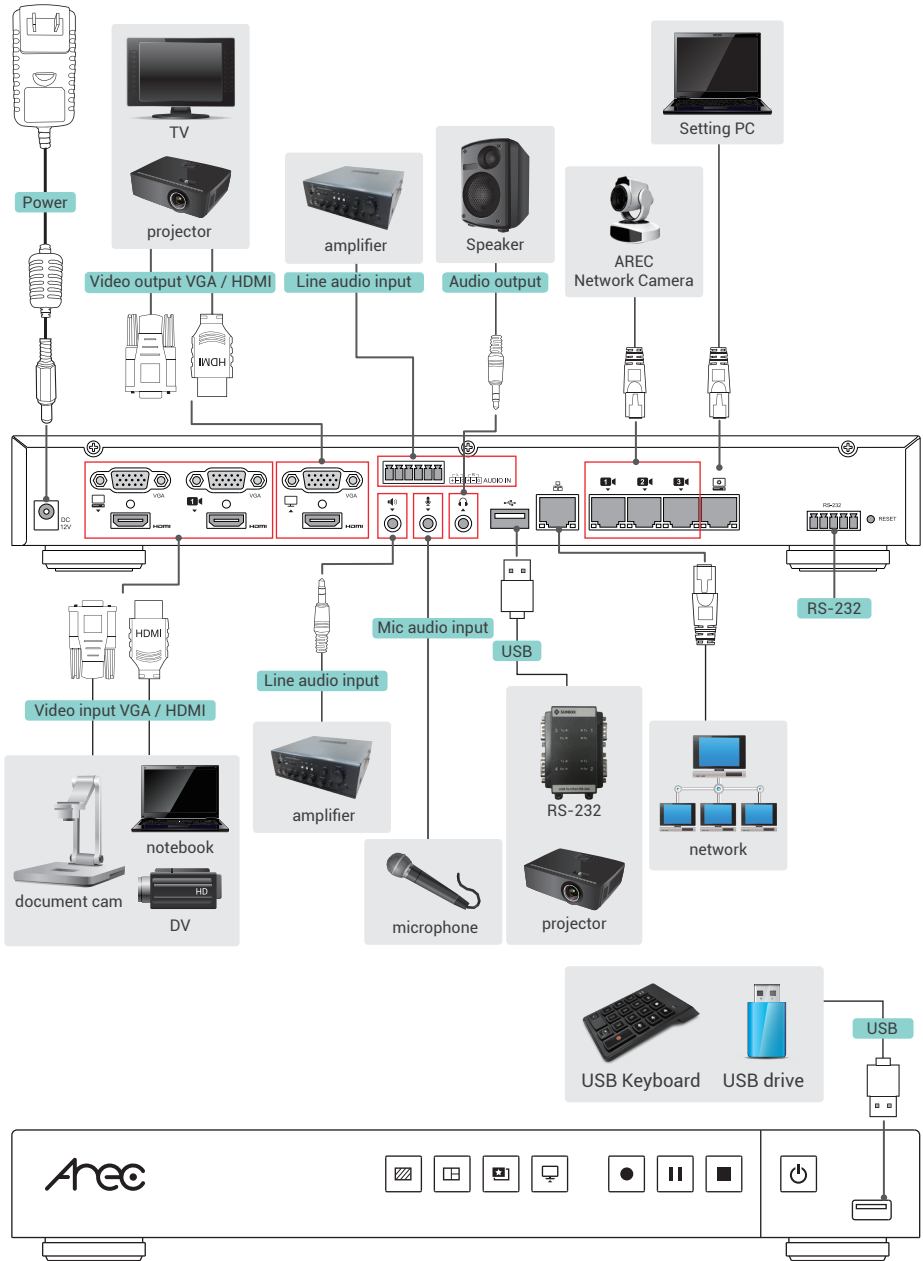 TV
projector
Power
amplifier
Speaker
Setting PC
AREC
Network Camera
Video output VGA / HDMI
Line audio input
Audio output
HDMI
AUDIO IN
VGA
VGA
VGA
HDMI
HDMI
HDMI
1
2
3
1
DC
12V
RS-232
RESET
RS-232
HDMI
Mic audio input
USB
Line audio input
Video input VGA / HDMI
amplifier
RS-232
network
notebook
document cam
HD
DV
microphone
projector
USB Keyboard
USB drive
USB
Arec